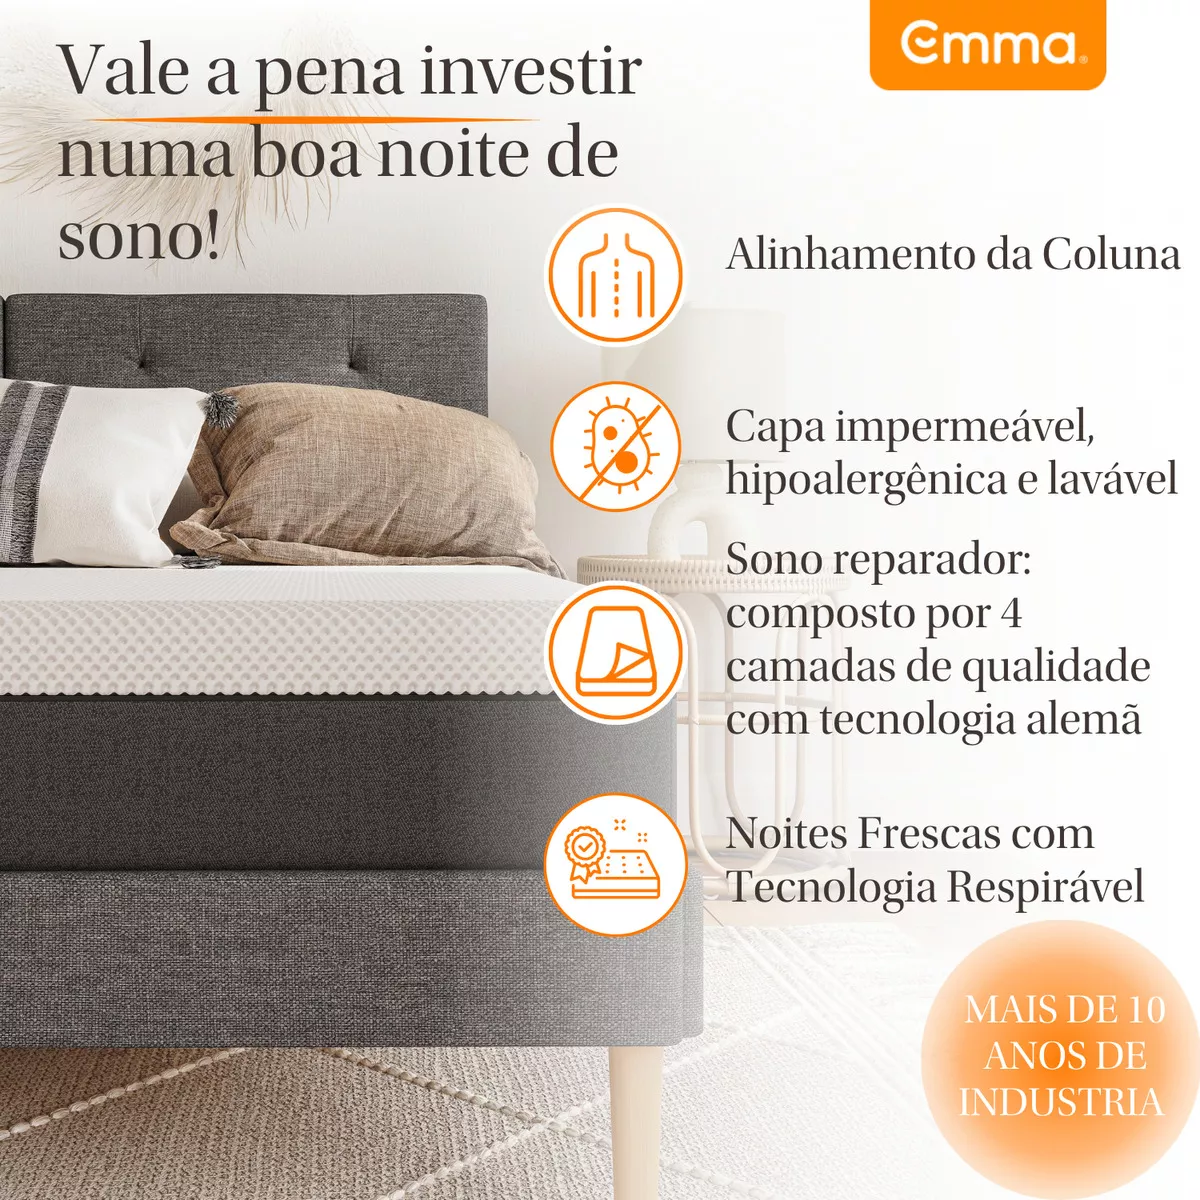 Vale a pena investir
numa boa noite de
sono!
emma®
Alinhamento da Coluna
Capa impermeável,
hipoalergênica e lavável
Sono reparador:
composto por 4
camadas de qualidade
com tecnologia alemã
Noites Frescas com
Tecnologia Respirável
MAIS DE 10
ANOS DE
INDUSTRIA